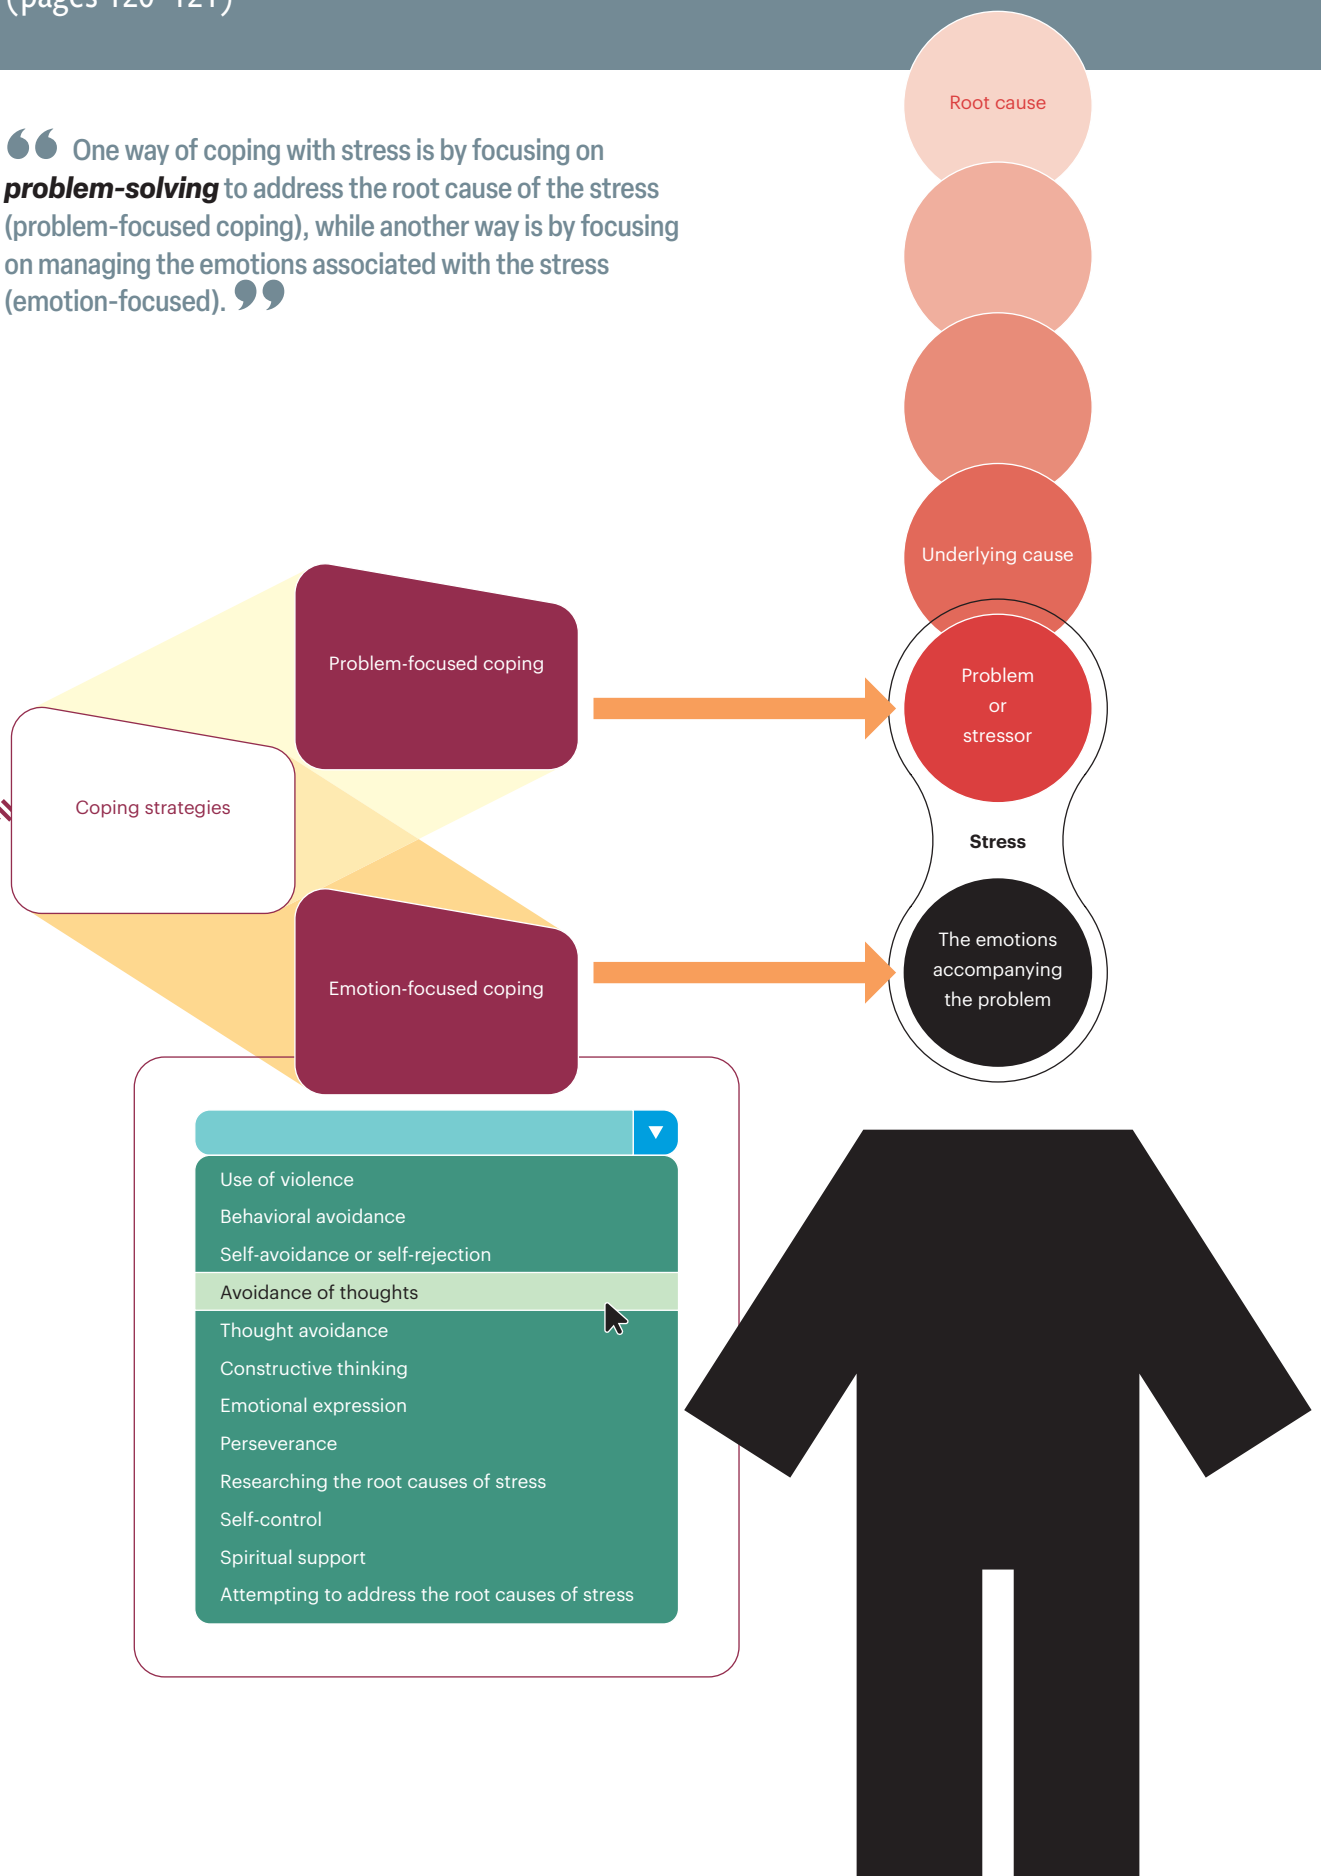 (pages 120–121)
“ One way of coping with stress is by focusing on
problem-solving to address the root cause of the stress
(problem-focused coping), while another way is by focusing
on managing the emotions associated with the stress
(emotion-focused). ”
Root cause
Underlying cause
Problem
or
stressor
Problem-focused coping
Coping strategies
Stress
The emotions
accompanying
the problem
Emotion-focused coping
Use of violence
Behavioral avoidance
Self-avoidance or self-rejection
Avoidance of thoughts
Thought avoidance
Constructive thinking
Emotional expression
Perseverance
Researching the root causes of stress
Self-control
Spiritual support
Attempting to address the root causes of stress